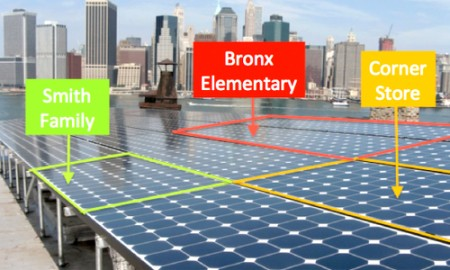 Bronx
Elementary
Corner
Store
Smith
Family